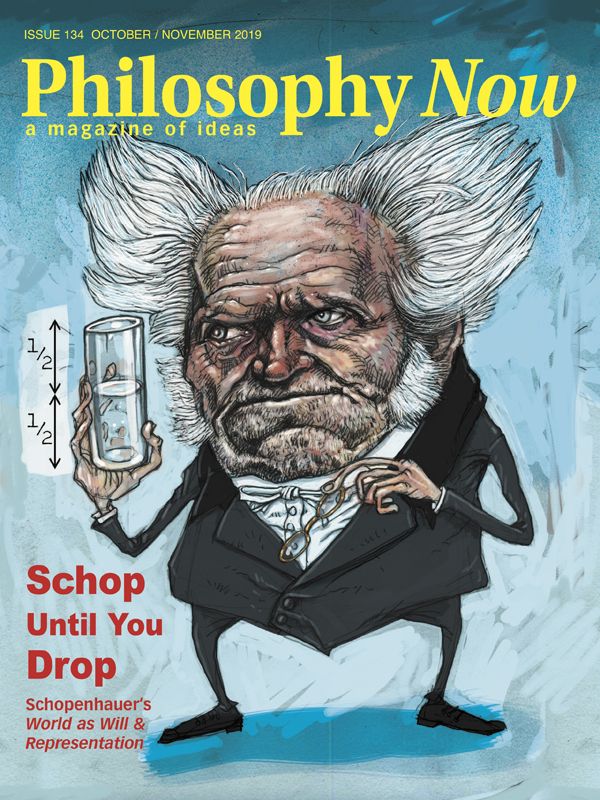 ISSUE 134 OCTOBER / NOVEMBER 2019
Philosophy Now
a magazine of ideas
1/2
1/2
Schop
Until You
Drop
Schopenhauer's
World as Will &
Representation